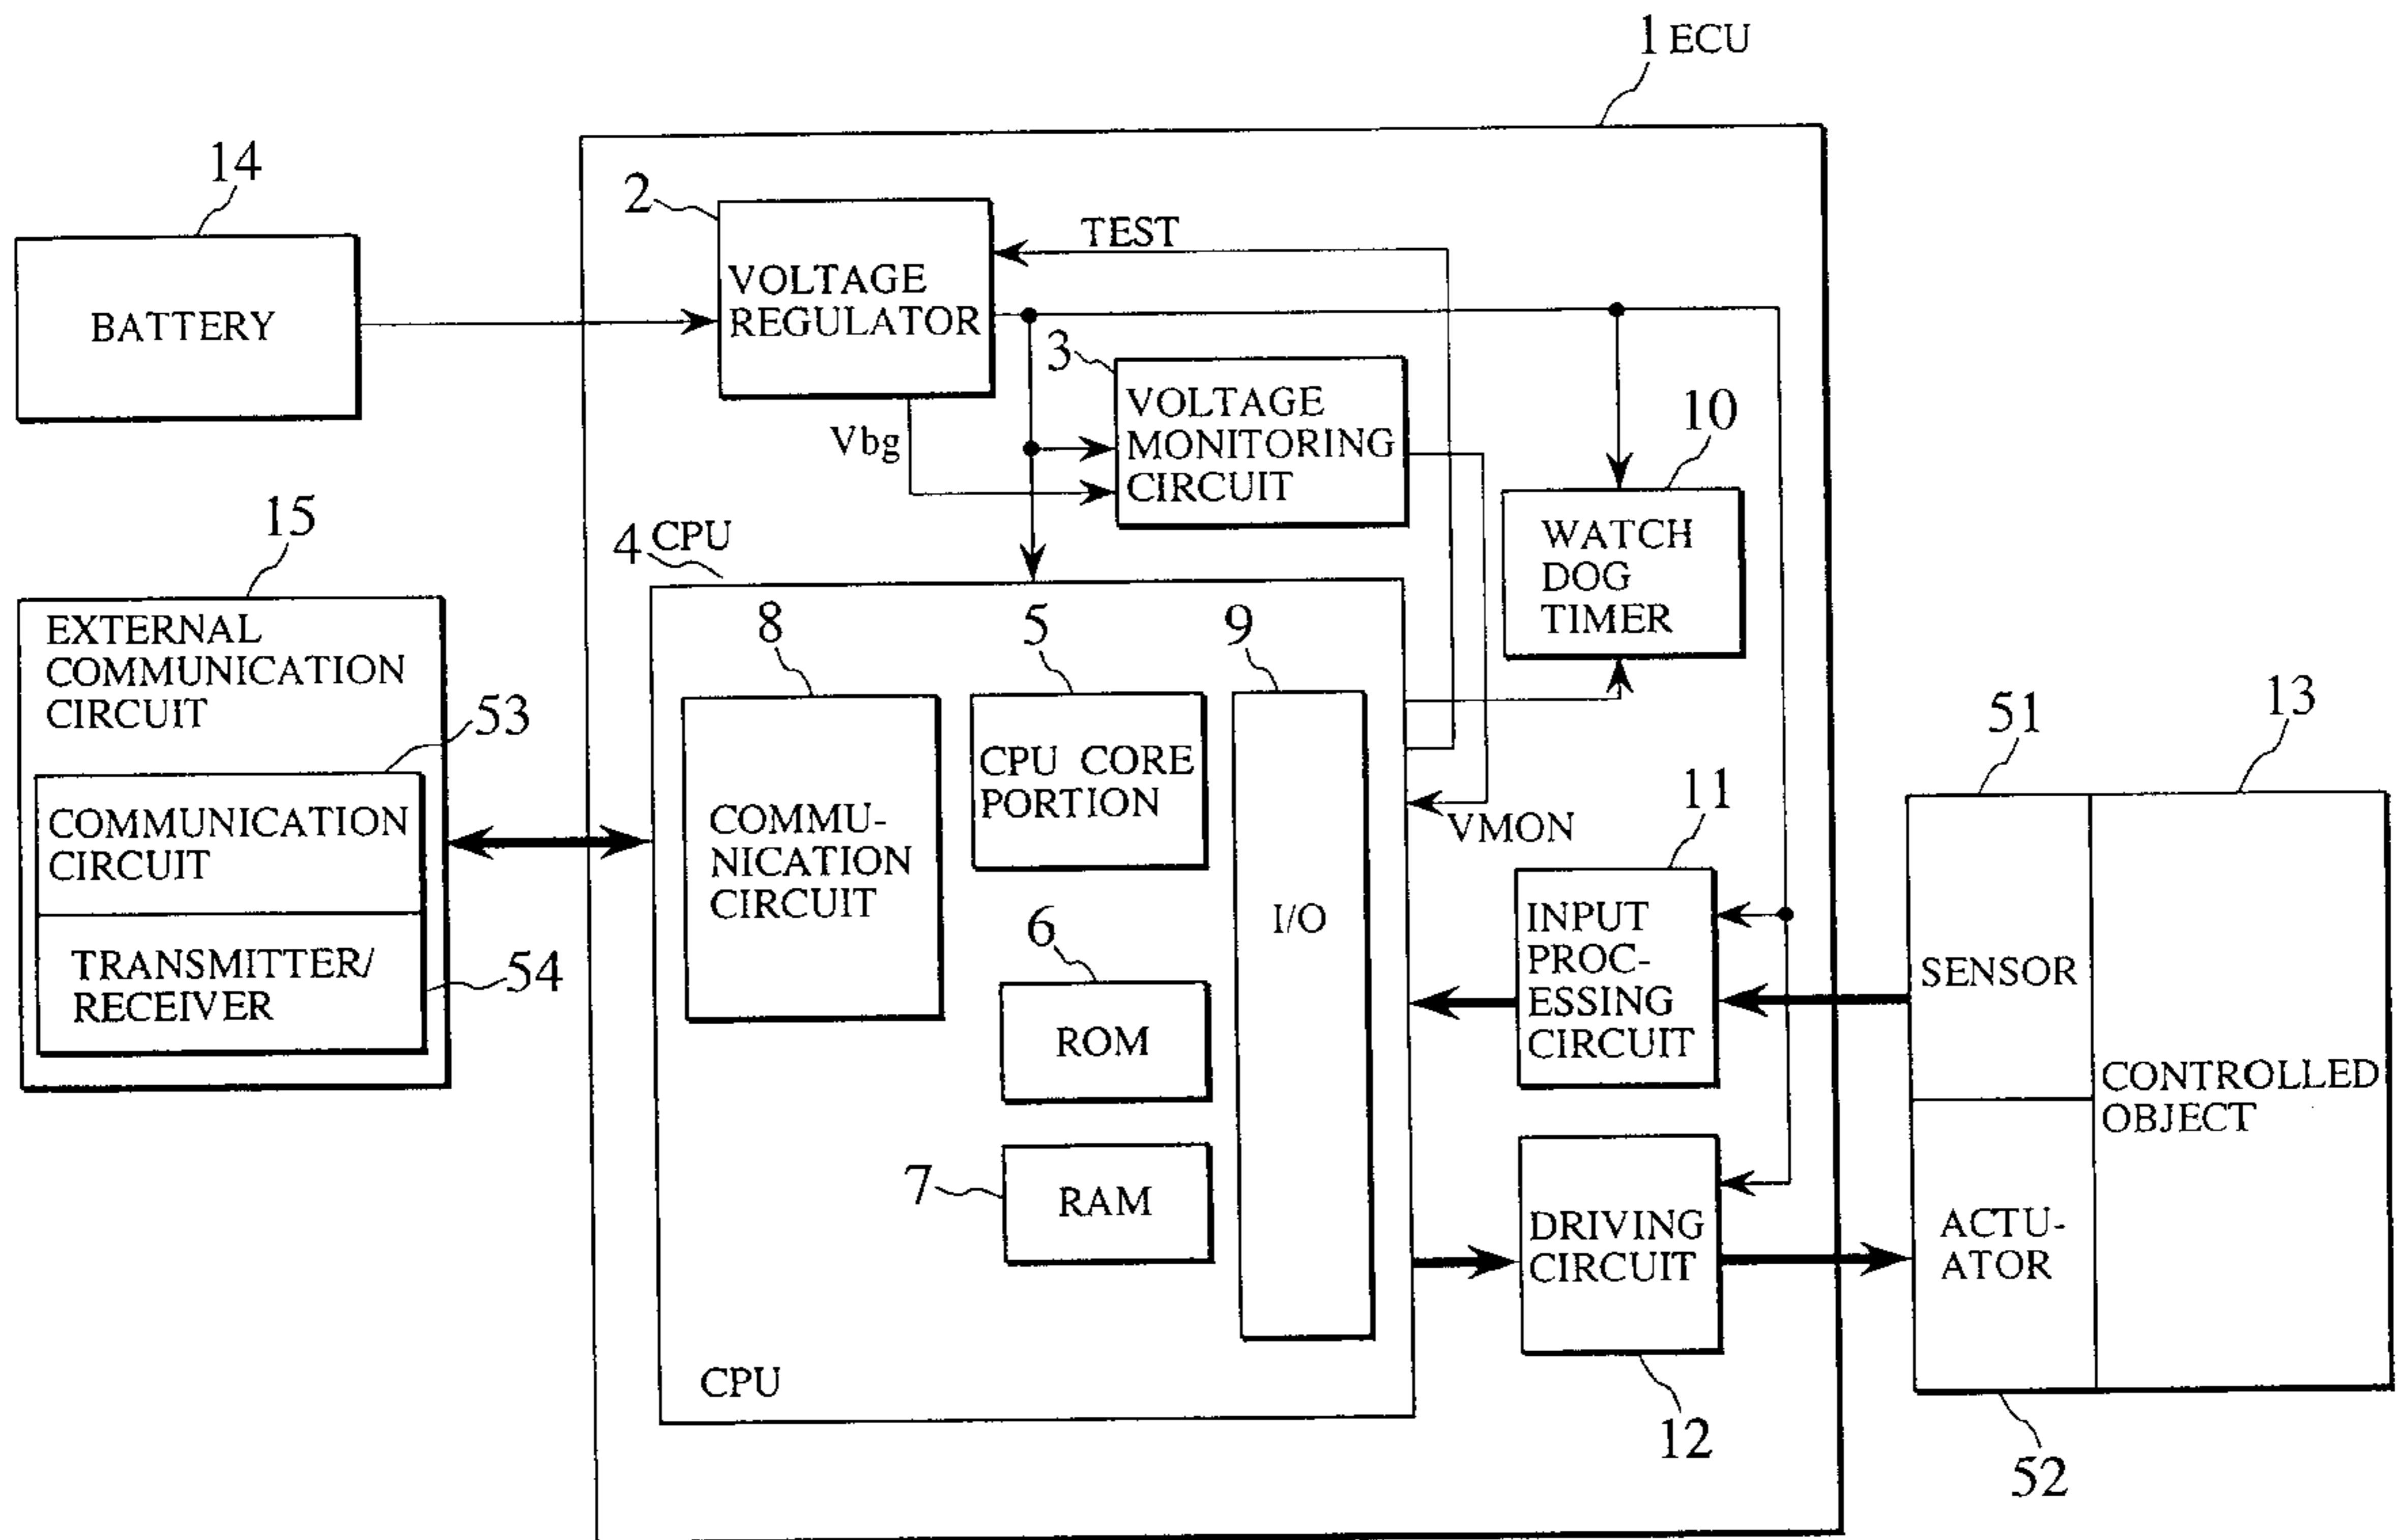 1 ECU
14
BATTERY
2
VOLTAGE
REGULATOR
TEST
Vbg
3
VOLTAGE
MONITORING
CIRCUIT
10
WATCH
DOG
TIMER
15
EXTERNAL
COMMUNICATION
CIRCUIT
53
COMMUNICATION
CIRCUIT
TRANSMITTER/
RECEIVER
54
4 CPU
8
COMMU-
NICATION
CIRCUIT
5
CPU CORE
PORTION
6
ROM
7
RAM
9
I/O
CPU
VMON
11
INPUT
PROC-
ESSING
CIRCUIT
DRIVING
CIRCUIT
12
51
SENSOR
13
CONTROLLED
OBJECT
ACTU-
ATOR
52